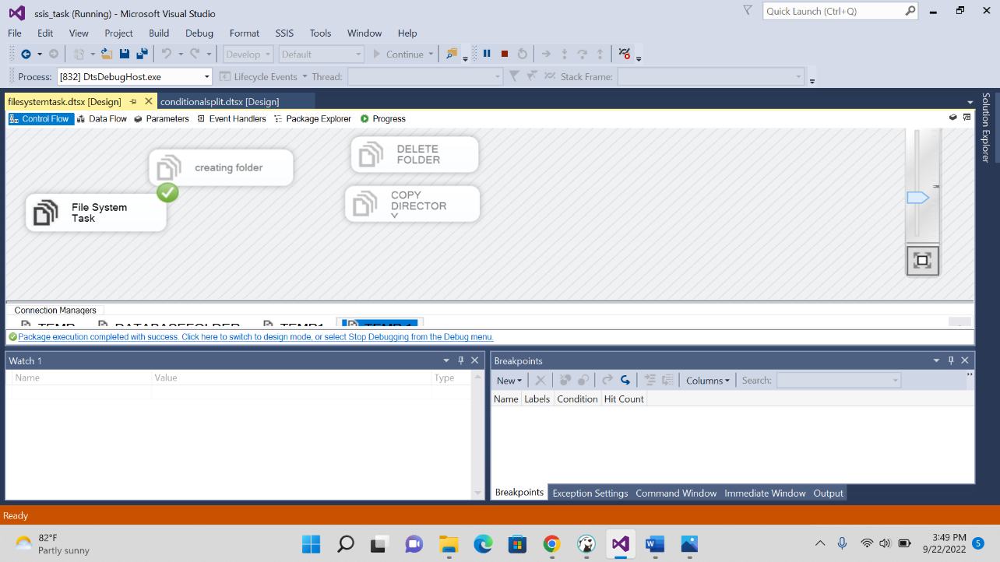 ssis_task (Running) - Microsoft Visual Studio
Quick Launch (Ctrl+Q)
File Edit View Project Build Debug Format SSIS Tools Window Help
Develop Default Continue
Process: [832] DtsDebugHost.exe Lifecycle Events Thread: Stack Frame:
filesystemtask.dtsx [Design] conditionalsplit.dtsx [Design]
Solution Explorer
Control Flow Data Flow Parameters Event Handlers Package Explorer Progress
creating folder
File System
Task
DELETE
FOLDER
COPY
DIRECTOR
Y
Connection Managers
TEMP DATABASEFOLDER TEMP1 TEMP 1
Package execution completed with success. Click here to switch to design mode, or select Stop Debugging from the Debug menu.
Watch 1
Name Value Type
Breakpoints
New Columns Search:
Name Labels Condition Hit Count
Breakpoints Exception Settings Command Window Immediate Window Output
Ready
82°F
Partly sunny
3:49 PM
9/22/2022
5